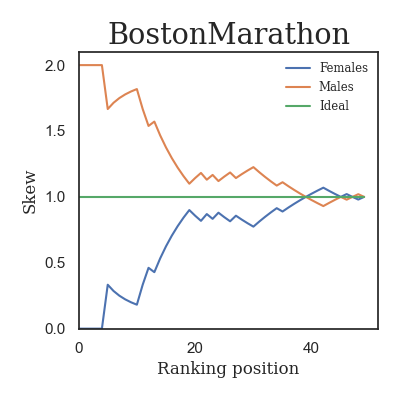 BostonMarathon
Females
Males
Ideal
2.0
1.5
1.0
0.5
0.0
Skew
0 20 40
Ranking position